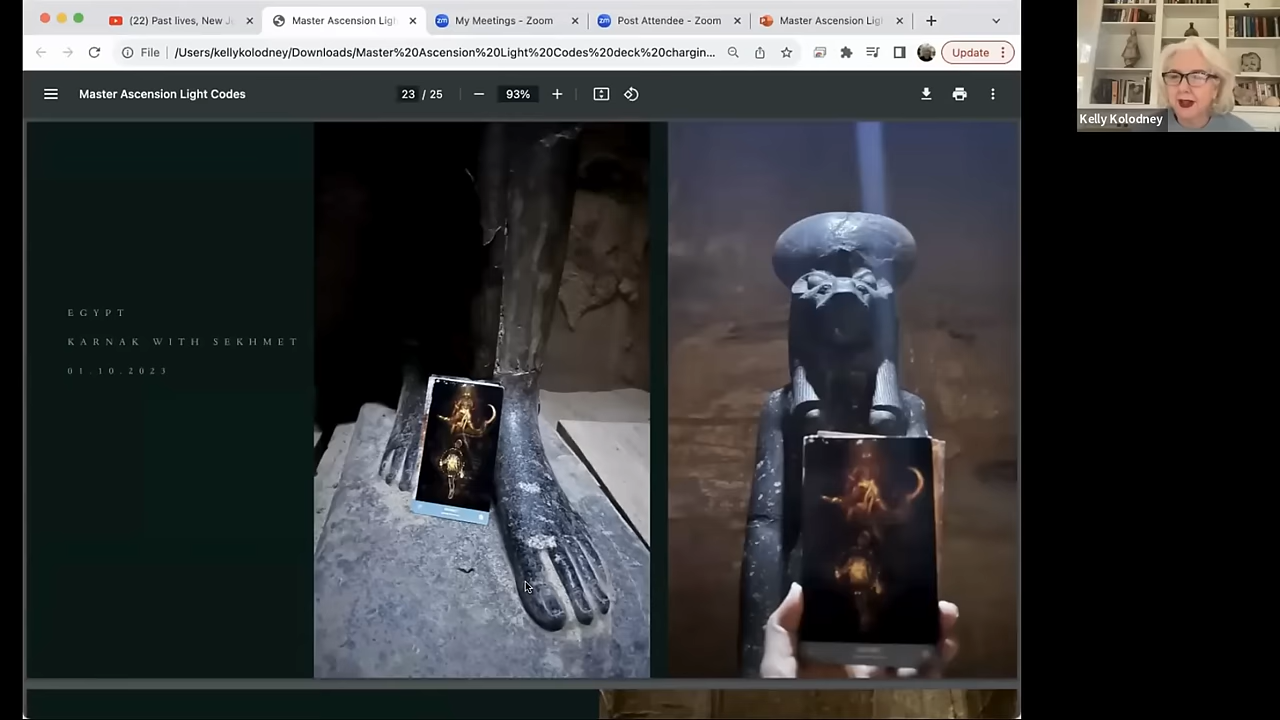 (22) Past lives, New J
Master Ascension Ligh
My Meetings - Zoom
Post Attendee - Zoom
Master Ascension Ligh
File
/Users/kellykolodney/Downloads/Master%20Ascension%20Light%20Codes%20deck%20chargin...
Update
Master Ascension Light Codes
23 / 25
93%
Kelly Kolodney
EGYPT
KARNAK WITH SEKHMET
01.10.2023